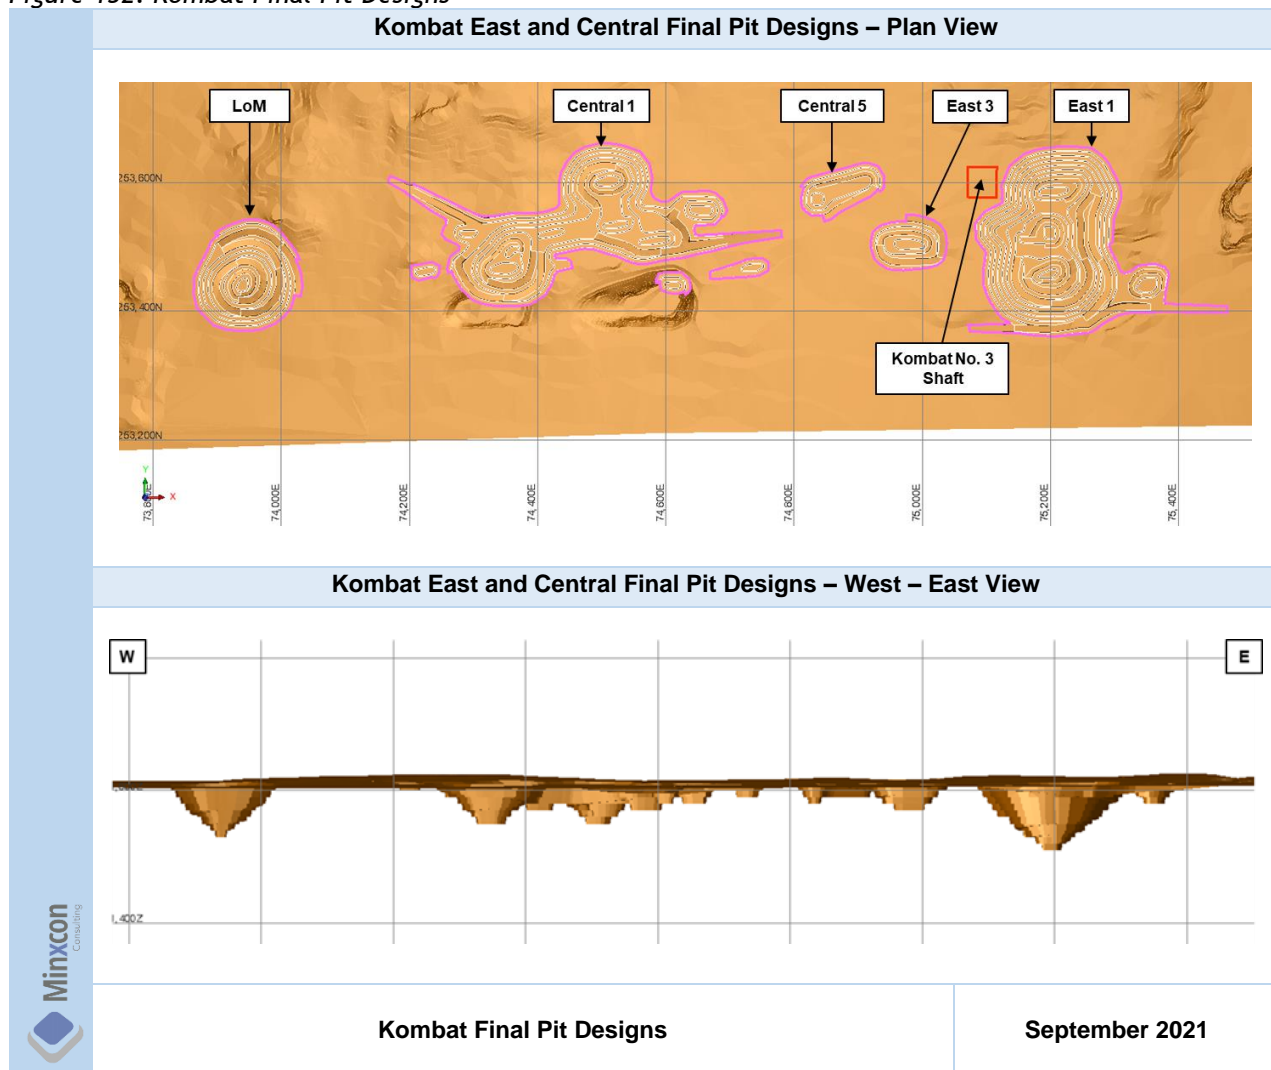 Kombat East and Central Final Pit Designs – Plan View
LoM
Central 1
Central 5
East 3
East 1
253,600N
Kombat No. 3
Shaft
253,400N
253,200N
Y
X
74,000E
74,200E
74,400E
74,600E
74,800E
75,000E
75,200E
75,400E
Kombat East and Central Final Pit Designs – West – East View
W
E
1,400Z
Minxcon
Consulting
Kombat Final Pit Designs
September 2021